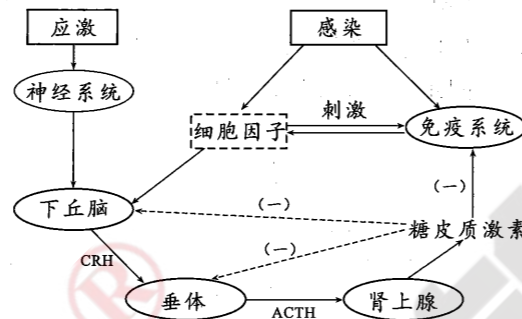 应激
感染
神经系统
刺激
细胞因子
免疫系统
(一)
(一)
下丘脑
糖皮质激素
(一)
CRH
垂体
ACTH
肾上腺